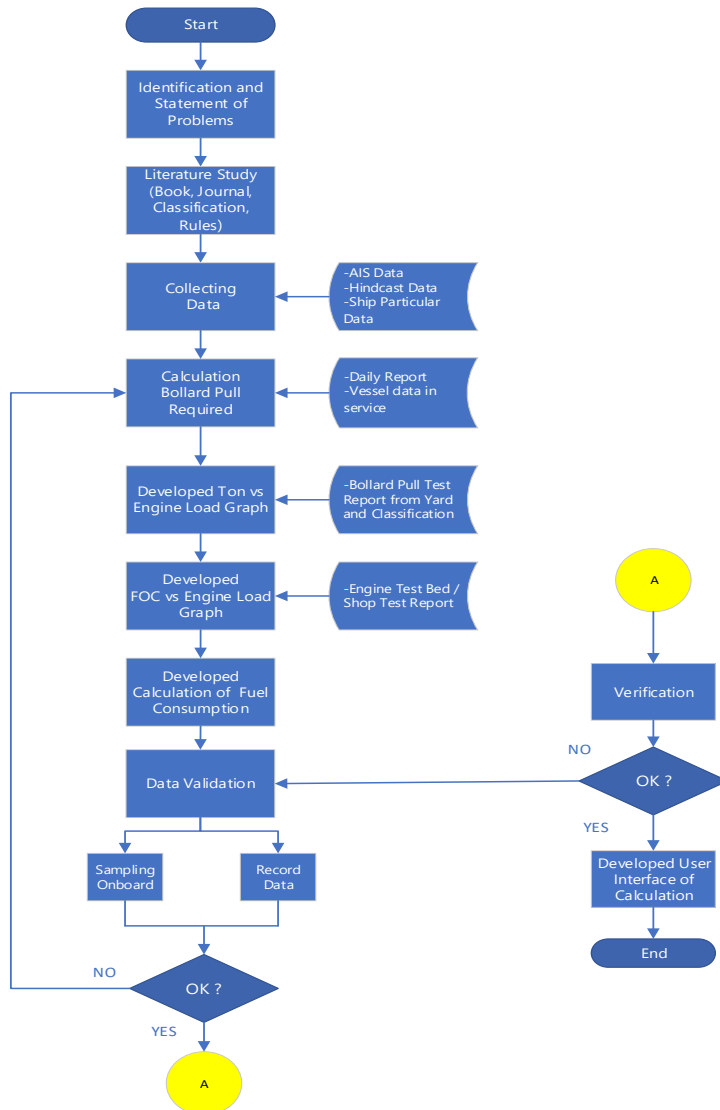 Start
Identification and
Statement of
Problems
Literature Study
(Book, Journal,
Classification,
Rules)
Collecting
Data
-AIS Data
-Hindcast Data
-Ship Particular
Data
Calculation
Bollard Pull
Required
-Daily Report
-Vessel data in
service
Developed Ton vs
Engine Load Graph
-Bollard Pull Test
Report from Yard
and Classification
Developed
FOC vs Engine Load
Graph
-Engine Test Bed /
Shop Test Report
Developed
Calculation of Fuel
Consumption
Data Validation
Sampling
Onboard
Record
Data
OK ?
NO
YES
A
A
Verification
OK ?
NO
YES
Developed User
Interface of
Calculation
End